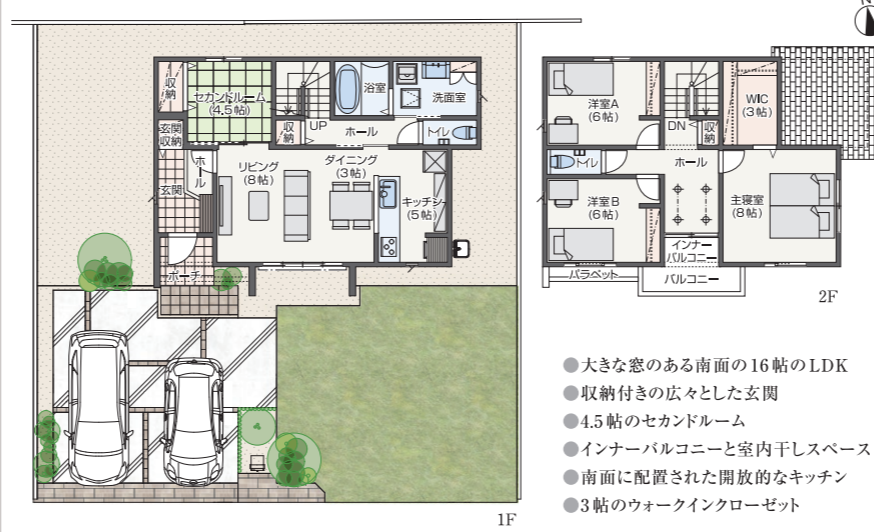 N
収納
セカンドルーム
(4.5帖)
浴室
洗面室
収納
UP
ホール
トイレ
玄関
収納
ホール
玄関
リビング
(8帖)
ダイニング
(3帖)
キッチン
(5帖)
ポーチ
1F
洋室A
(6帖)
DN
収納
WIC
(3帖)
トイレ
ホール
洋室B
(6帖)
主寝室
(8帖)
インナー
バルコニー
パラペット
バルコニー
2F
●大きな窓のある南面の16帖のLDK
●収納付きの広々とした玄関
●4.5帖のセカンドルーム
●インナーバルコニーと室内干しスペース
●南面に配置された開放的なキッチン
●3帖のウォークインクローゼット